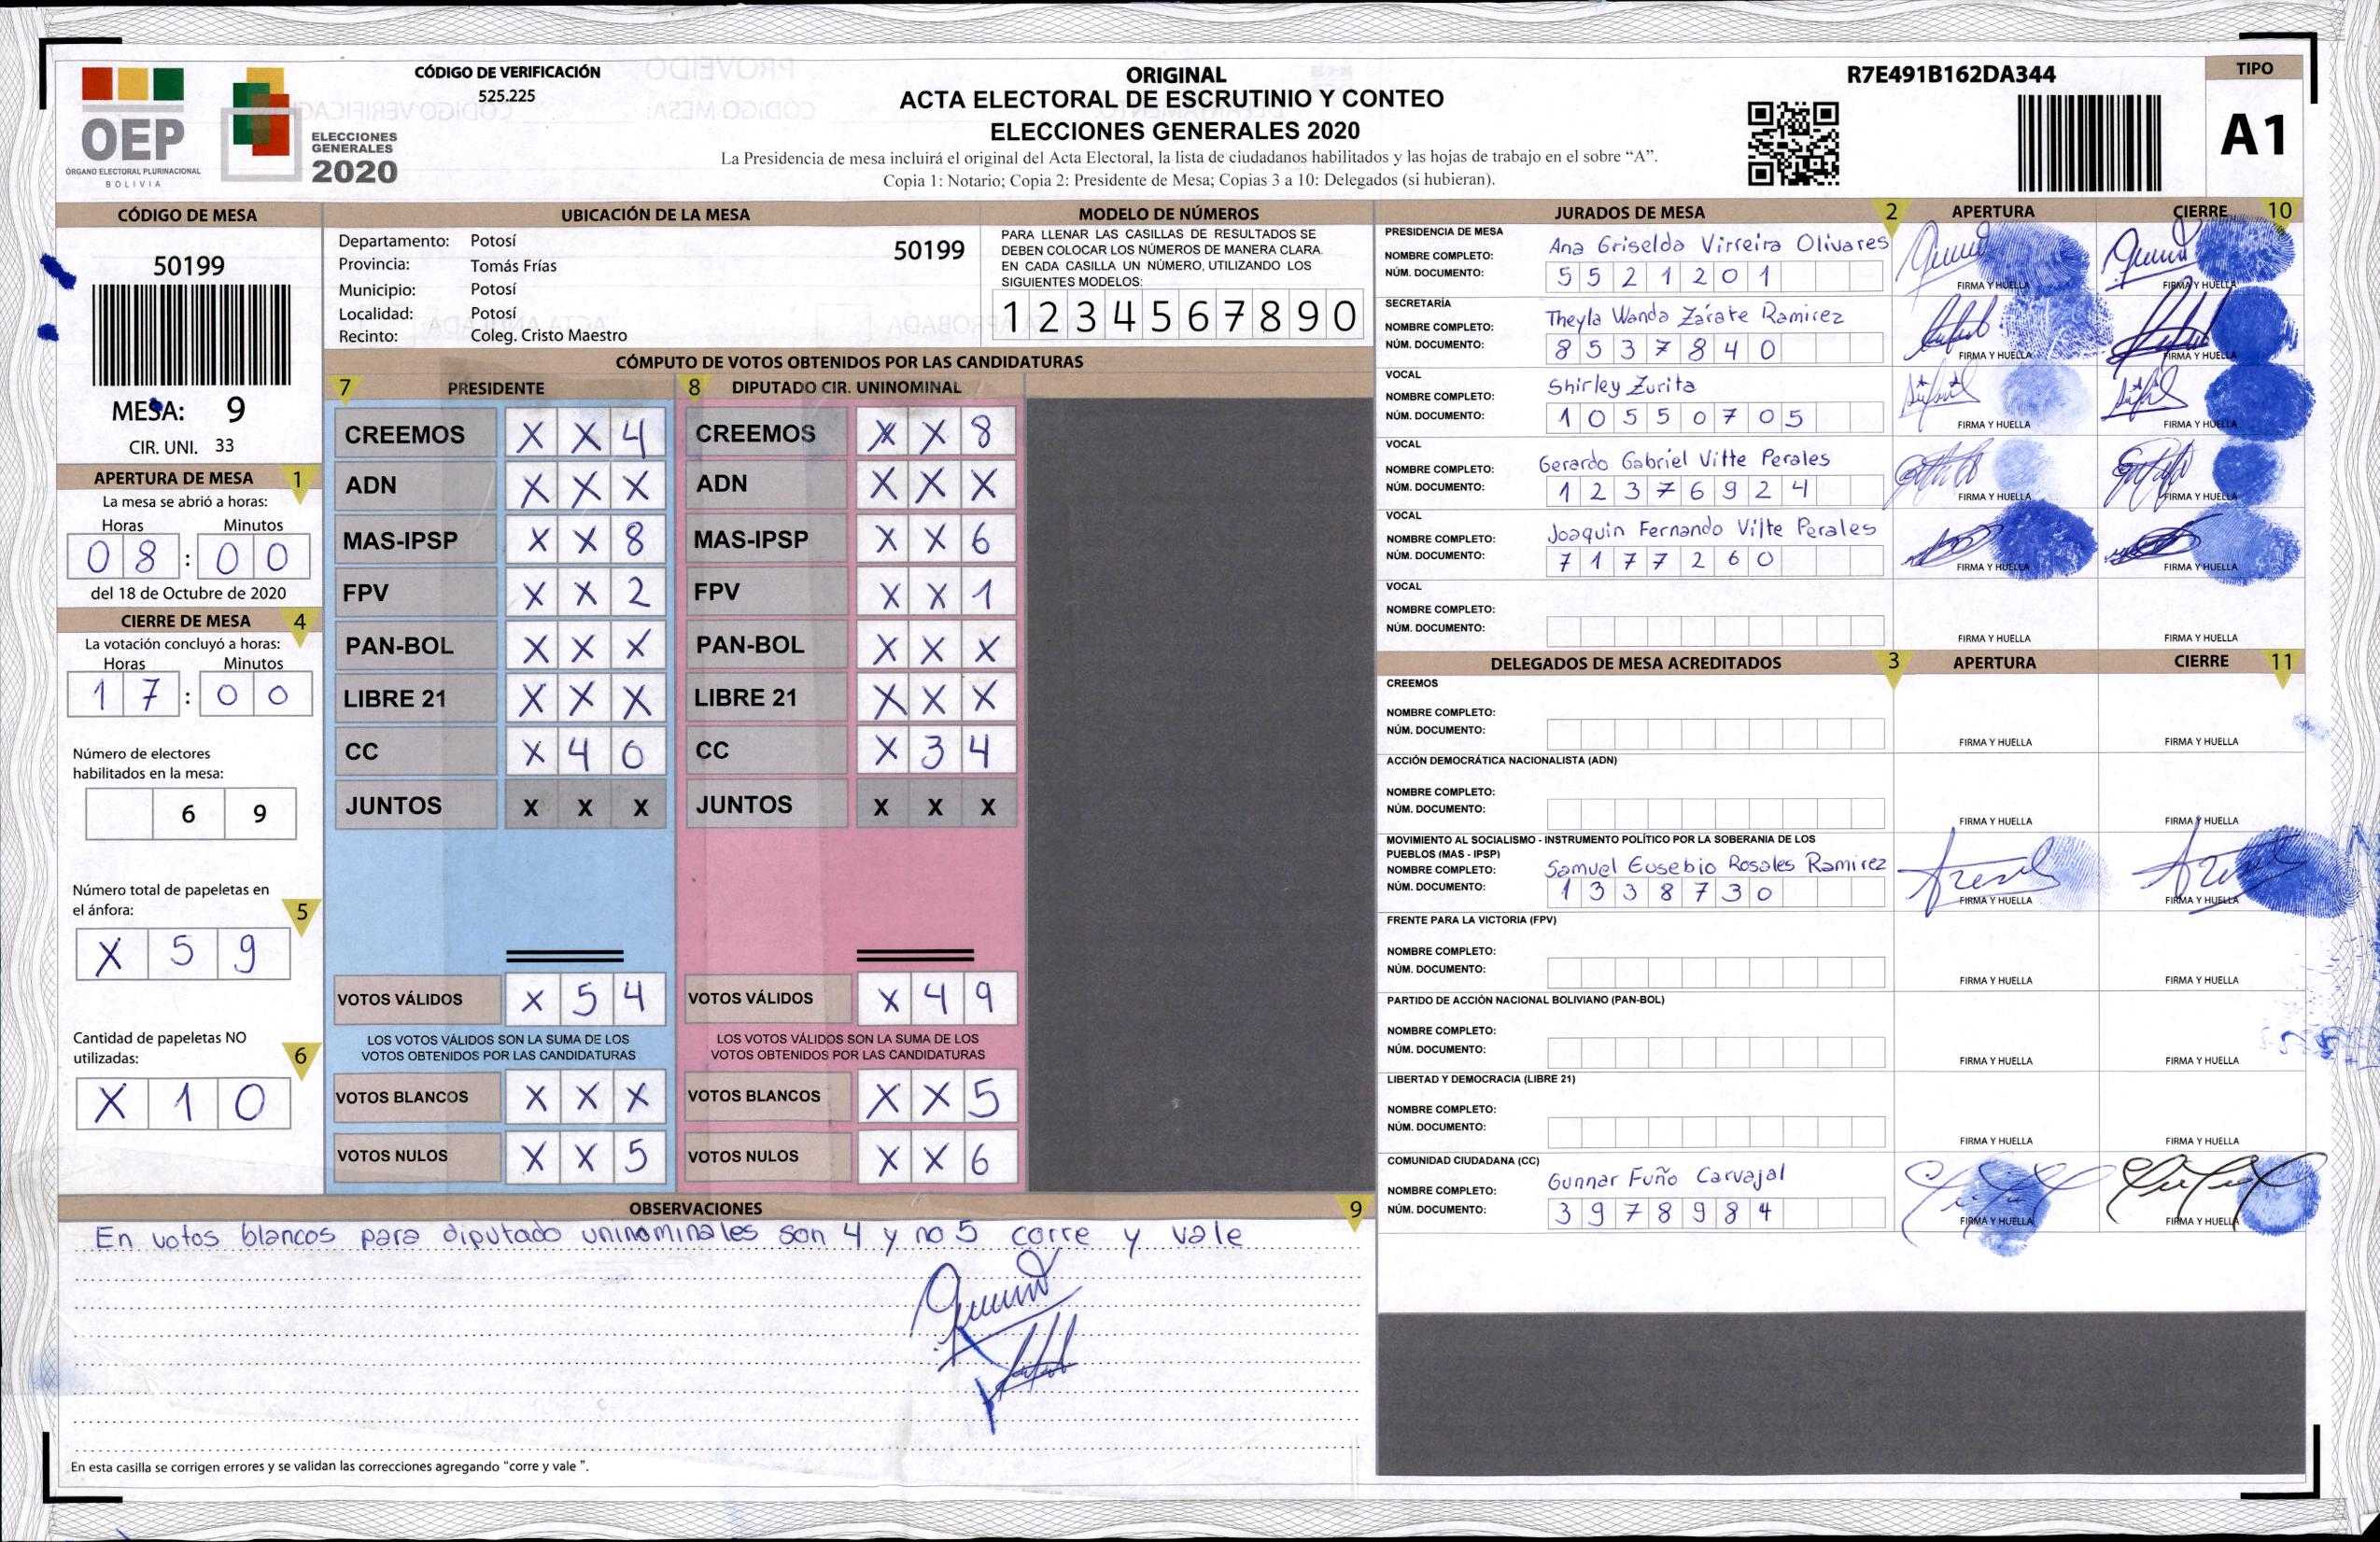 CÓDIGO DE VERIFICACIÓN
525.225
OEP
ÓRGANO ELECTORAL PLURINACIONAL
BOLIVIA
ELECCIONES
GENERALES
2020
ORIGINAL
ACTA ELECTORAL DE ESCRUTINIO Y CONTEO
ELECCIONES GENERALES 2020
La Presidencia de mesa incluirá el original del Acta Electoral, la lista de ciudadanos habilitados y las hojas de trabajo en el sobre “A”.
Copia 1: Notario; Copia 2: Presidente de Mesa; Copias 3 a 10: Delegados (si hubieran).
R7E491B162DA344
TIPO
A1
CÓDIGO DE MESA
50199
MESA: 9
CIR. UNI. 33
APERTURA DE MESA 1
La mesa se abrió a horas:
Horas Minutos
0 8 : 0 0
del 18 de Octubre de 2020
CIERRE DE MESA 4
La votación concluyó a horas:
Horas Minutos
1 7 : 0 0
Número de electores
habilitados en la mesa:
6 9
Número total de papeletas en
el ánfora: 5
X 5 9
Cantidad de papeletas NO
utilizadas: 6
X 1 0
UBICACIÓN DE LA MESA
Departamento: Potosí 50199
Provincia: Tomás Frías
Municipio: Potosí
Localidad: Potosí
Recinto: Coleg. Cristo Maestro
MODELO DE NÚMEROS
PARA LLENAR LAS CASILLAS DE RESULTADOS SE
DEBEN COLOCAR LOS NÚMEROS DE MANERA CLARA.
EN CADA CASILLA UN NÚMERO, UTILIZANDO LOS
SIGUIENTES MODELOS:
1 2 3 4 5 6 7 8 9 0
CÓMPUTO DE VOTOS OBTENIDOS POR LAS CANDIDATURAS
7 PRESIDENTE
CREEMOS X X 4
ADN X X X
MAS-IPSP X X 8
FPV X X 2
PAN-BOL X X X
LIBRE 21 X X X
CC X 4 0
JUNTOS X X X
VOTOS VÁLIDOS X 5 4
LOS VOTOS VÁLIDOS SON LA SUMA DE LOS
VOTOS OBTENIDOS POR LAS CANDIDATURAS
VOTOS BLANCOS X X X
VOTOS NULOS X X 5
8 DIPUTADO CIR. UNINOMINAL
CREEMOS X X 8
ADN X X X
MAS-IPSP X X 6
FPV X X 1
PAN-BOL X X X
LIBRE 21 X X X
CC X 3 4
JUNTOS X X X
VOTOS VÁLIDOS X 4 9
LOS VOTOS VÁLIDOS SON LA SUMA DE LOS
VOTOS OBTENIDOS POR LAS CANDIDATURAS
VOTOS BLANCOS X X 5
VOTOS NULOS X X 6
OBSERVACIONES 9
En votos blancos para diputado uninominales son 4 y no 5 corre y vale
En esta casilla se corrigen errores y se validan las correcciones agregando "corre y vale ".
JURADOS DE MESA 2 APERTURA CIERRE 10
PRESIDENCIA DE MESA
NOMBRE COMPLETO: Ana Griselda Virreira Olivares
NÚM. DOCUMENTO: 5 5 2 1 2 0 1
FIRMA Y HUELLA FIRMA Y HUELLA
SECRETARÍA
NOMBRE COMPLETO: Theyla Wanda Zárate Ramirez
NÚM. DOCUMENTO: 8 5 3 7 8 4 0
FIRMA Y HUELLA FIRMA Y HUELLA
VOCAL
NOMBRE COMPLETO: Shirley Zurita
NÚM. DOCUMENTO: 1 0 5 5 0 7 0 5
FIRMA Y HUELLA FIRMA Y HUELLA
VOCAL
NOMBRE COMPLETO: Gerardo Gabriel Vilte Perales
NÚM. DOCUMENTO: 1 2 3 7 6 9 2 4
FIRMA Y HUELLA FIRMA Y HUELLA
VOCAL
NOMBRE COMPLETO: Joaquin Fernando Vilte Perales
NÚM. DOCUMENTO: 7 1 7 7 2 6 0
FIRMA Y HUELLA FIRMA Y HUELLA
VOCAL
NOMBRE COMPLETO:
NÚM. DOCUMENTO:
FIRMA Y HUELLA FIRMA Y HUELLA
DELEGADOS DE MESA ACREDITADOS 3 APERTURA CIERRE 11
CREEMOS
NOMBRE COMPLETO:
NÚM. DOCUMENTO:
FIRMA Y HUELLA FIRMA Y HUELLA
ACCIÓN DEMOCRÁTICA NACIONALISTA (ADN)
NOMBRE COMPLETO:
NÚM. DOCUMENTO:
FIRMA Y HUELLA FIRMA Y HUELLA
MOVIMIENTO AL SOCIALISMO - INSTRUMENTO POLÍTICO POR LA SOBERANIA DE LOS
PUEBLOS (MAS - IPSP)
NOMBRE COMPLETO: Samuel Eusebio Rosales Ramirez
NÚM. DOCUMENTO: 1 3 3 8 7 3 0
FIRMA Y HUELLA FIRMA Y HUELLA
FRENTE PARA LA VICTORIA (FPV)
NOMBRE COMPLETO:
NÚM. DOCUMENTO:
FIRMA Y HUELLA FIRMA Y HUELLA
PARTIDO DE ACCIÓN NACIONAL BOLIVIANO (PAN-BOL)
NOMBRE COMPLETO:
NÚM. DOCUMENTO:
FIRMA Y HUELLA FIRMA Y HUELLA
LIBERTAD Y DEMOCRACIA (LIBRE 21)
NOMBRE COMPLETO:
NÚM. DOCUMENTO:
FIRMA Y HUELLA FIRMA Y HUELLA
COMUNIDAD CIUDADANA (CC)
NOMBRE COMPLETO: Gunnar Fuño Carvajal
NÚM. DOCUMENTO: 3 9 7 8 9 8 4
FIRMA Y HUELLA FIRMA Y HUELLA